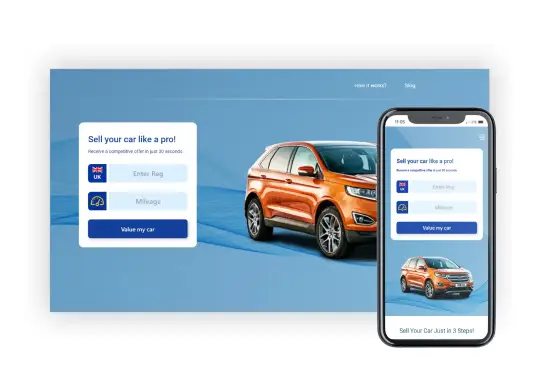 How it works?
Blog
Sell your car like a pro!
Receive a competitive offer in just 30 seconds
UK
Enter Reg
Mileage
Value my car
Sell your car like a pro!
Receive a competitive offer in just 30 seconds
UK
Enter Reg
Mileage
Value my car
Sell Your Car Just in 3 Steps!